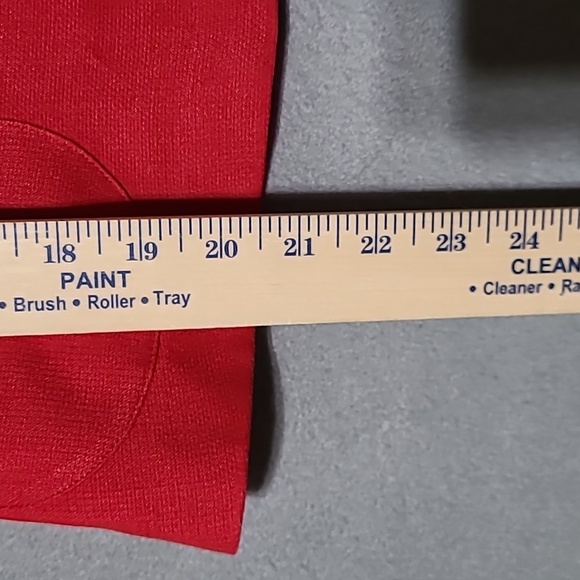 18 19 20 21 22 23 24
PAINT
• Brush • Roller • Tray
CLEAN
• Cleaner •